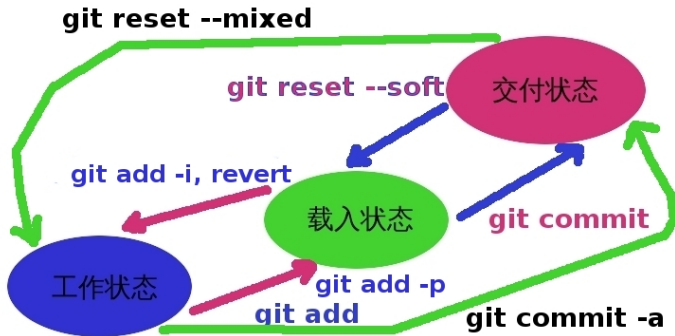 git reset --mixed
交付状态
git reset --soft
git add -i, revert
载入状态
git commit
工作状态
git add -p
git add
git commit -a